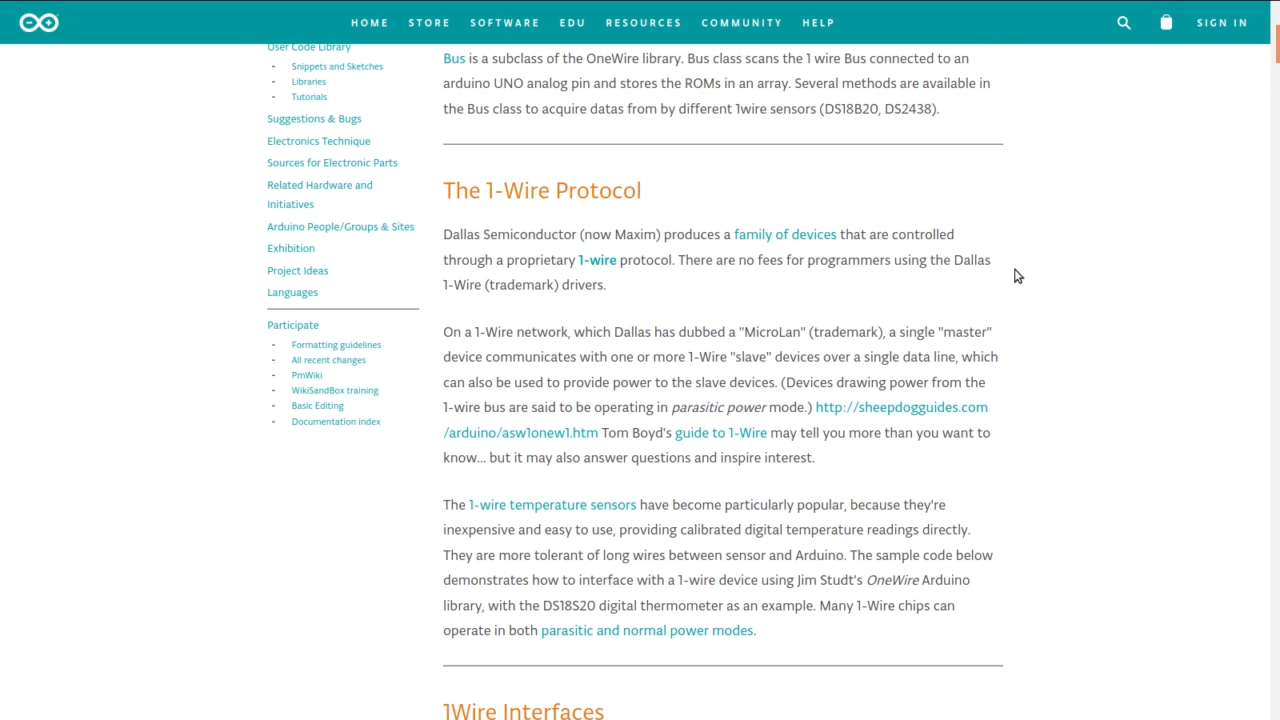 HOME STORE SOFTWARE EDU RESOURCES COMMUNITY HELP SIGN IN
User Code Library
- Snippets and Sketches
- Libraries
- Tutorials
Suggestions & Bugs
Electronics Technique
Sources for Electronic Parts
Related Hardware and
Initiatives
Arduino People/Groups & Sites
Exhibition
Project Ideas
Languages
Participate
- Formatting guidelines
- All recent changes
- PmWiki
- WikiSandBox training
- Basic Editing
- Documentation index
Bus is a subclass of the OneWire library. Bus class scans the 1 wire Bus connected to an
arduino UNO analog pin and stores the ROMs in an array. Several methods are available in
the Bus class to acquire datas from by different 1wire sensors (DS18B20, DS2438).
The 1-Wire Protocol
Dallas Semiconductor (now Maxim) produces a family of devices that are controlled
through a proprietary 1-wire protocol. There are no fees for programmers using the Dallas
1-Wire (trademark) drivers.
On a 1-Wire network, which Dallas has dubbed a "MicroLan" (trademark), a single "master"
device communicates with one or more 1-Wire "slave" devices over a single data line, which
can also be used to provide power to the slave devices. (Devices drawing power from the
1-wire bus are said to be operating in parasitic power mode.) http://sheepdogguides.com
/arduino/asw1onew1.htm Tom Boyd's guide to 1-Wire may tell you more than you want to
know... but it may also answer questions and inspire interest.
The 1-wire temperature sensors have become particularly popular, because they're
inexpensive and easy to use, providing calibrated digital temperature readings directly.
They are more tolerant of long wires between sensor and Arduino. The sample code below
demonstrates how to interface with a 1-wire device using Jim Studt's OneWire Arduino
library, with the DS18S20 digital thermometer as an example. Many 1-Wire chips can
operate in both parasitic and normal power modes.
1Wire Interfaces